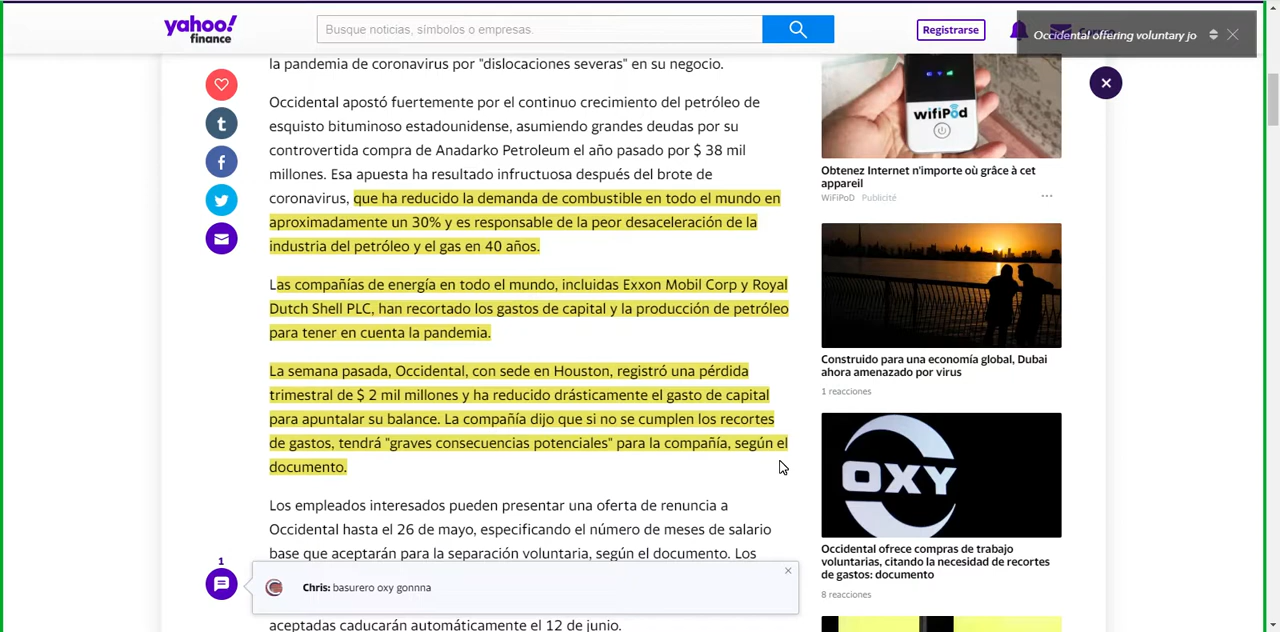 yahoo!
finance
Busque noticias, símbolos o empresas.
Registrarse
Occidental offering voluntary jo
la pandemia de coronavirus por "dislocaciones severas" en su negocio.
Occidental apostó fuertemente por el continuo crecimiento del petróleo de
esquisto bituminoso estadounidense, asumiendo grandes deudas por su
controvertida compra de Anadarko Petroleum el año pasado por $ 38 mil
millones. Esa apuesta ha resultado infructuosa después del brote de
coronavirus, que ha reducido la demanda de combustible en todo el mundo en
aproximadamente un 30% y es responsable de la peor desaceleración de la
industria del petróleo y el gas en 40 años.
Las compañías de energía en todo el mundo, incluidas Exxon Mobil Corp y Royal
Dutch Shell PLC, han recortado los gastos de capital y la producción de petróleo
para tener en cuenta la pandemia.
La semana pasada, Occidental, con sede en Houston, registró una pérdida
trimestral de $ 2 mil millones y ha reducido drásticamente el gasto de capital
para apuntalar su balance. La compañía dijo que si no se cumplen los recortes
de gastos, tendrá "graves consecuencias potenciales" para la compañía, según el
documento.
Los empleados interesados pueden presentar una oferta de renuncia a
Occidental hasta el 26 de mayo, especificando el número de meses de salario
base que aceptarán para la separación voluntaria, según el documento. Los
1
Chris: basurero oxy gonnna
aceptadas caducarán automáticamente el 12 de junio.
wifiPod
Obtenez Internet n'importe où grâce à cet
appareil
WiFiPoD Publicité
Construido para una economía global, Dubai
ahora amenazado por virus
1 reacciones
OXY
Occidental ofrece compras de trabajo
voluntarias, citando la necesidad de recortes
de gastos: documento
8 reacciones